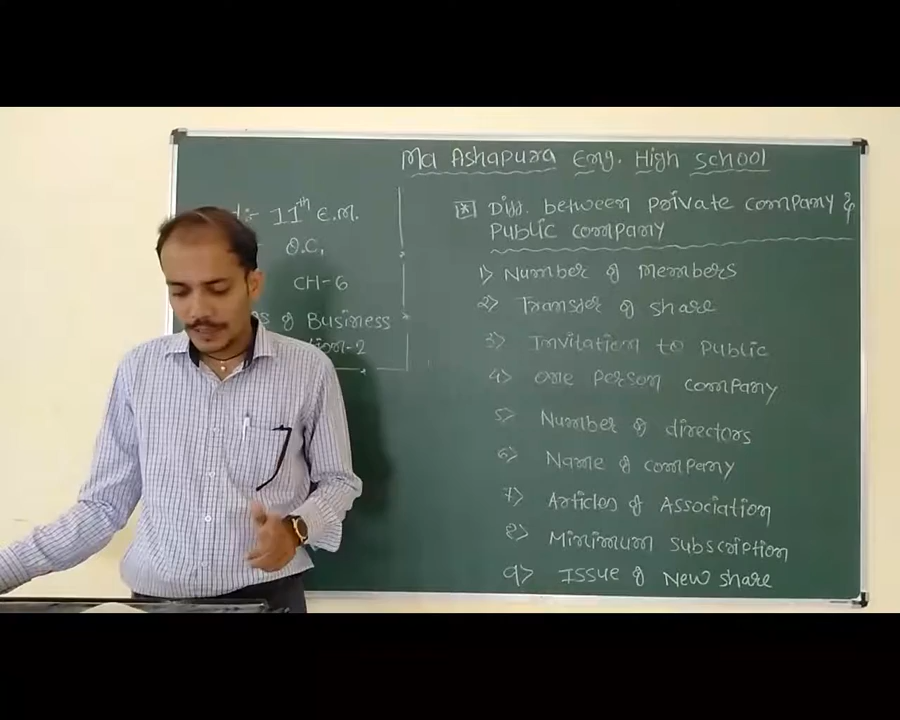 Ma Ashapura Eng. High School
11th E.M.
O.C.
CH-6
of Business
-2
Diff. between private company &
Public company
1) Number of Members
2) Transfer of share
3) Invitation to public
4) one person company
5) Number of directors
6) Name of company
7) Articles of Association
8) Minimum subscription
9) Issue of New share